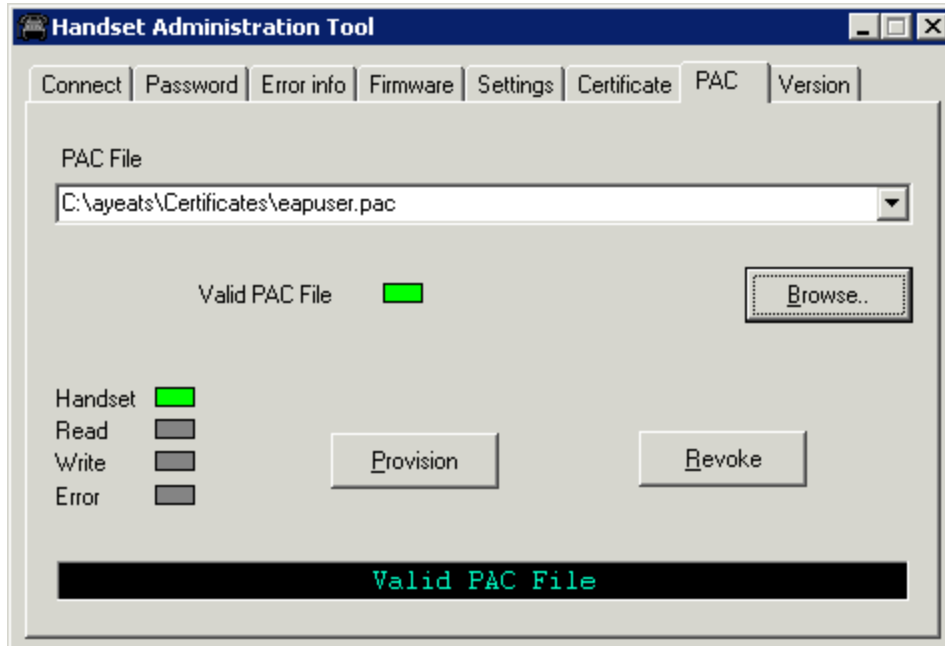 Handset Administration Tool
Connect Password Error info Firmware Settings Certificate PAC Version
PAC File
C:\ayeats\Certificates\eapuser.pac
Valid PAC File
Browse..
Handset
Read
Write
Error
Provision
Revoke
Valid PAC File